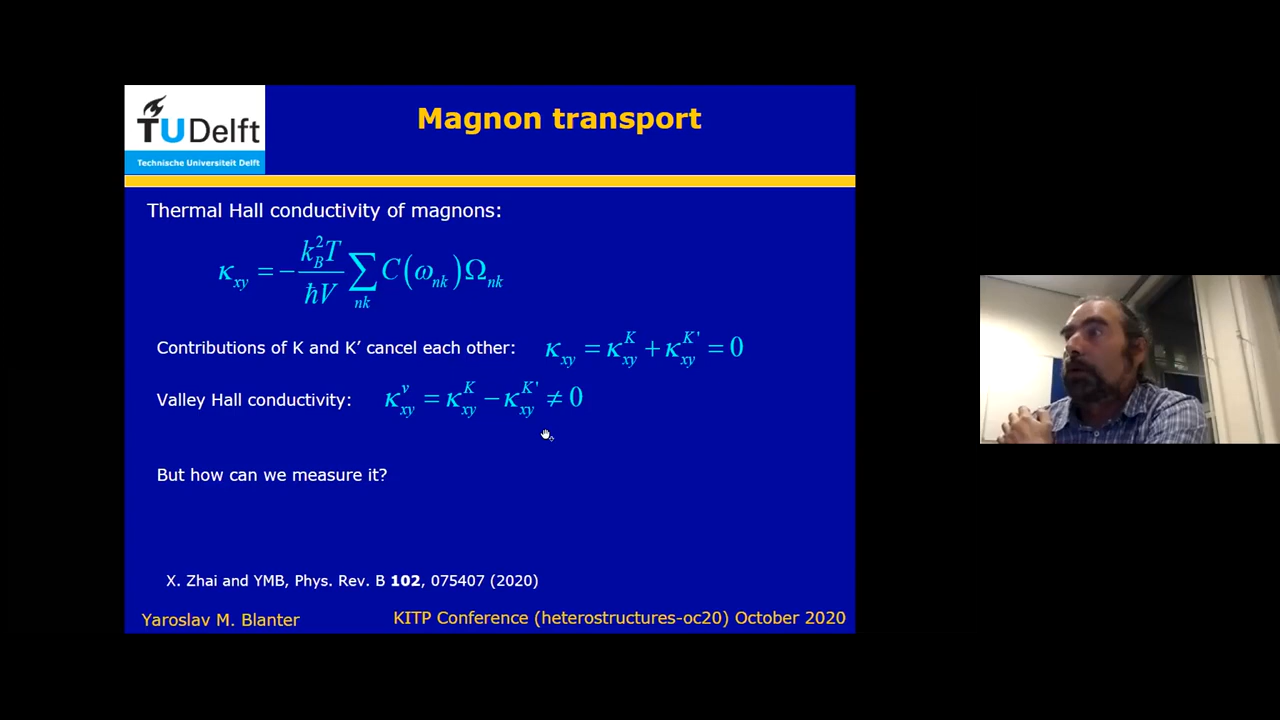 TUDelft
Technische Universiteit Delft
Magnon transport
Thermal Hall conductivity of magnons:
κ_xy = − k_B^2 T / ħV ∑_nk C(ω_nk) Ω_nk
Contributions of K and K’ cancel each other: κ_xy = κ_xy^K + κ_xy^K' = 0
Valley Hall conductivity: κ_xy^v = κ_xy^K − κ_xy^K' ≠ 0
But how can we measure it?
X. Zhai and YMB, Phys. Rev. B 102, 075407 (2020)
Yaroslav M. Blanter KITP Conference (heterostructures-oc20) October 2020